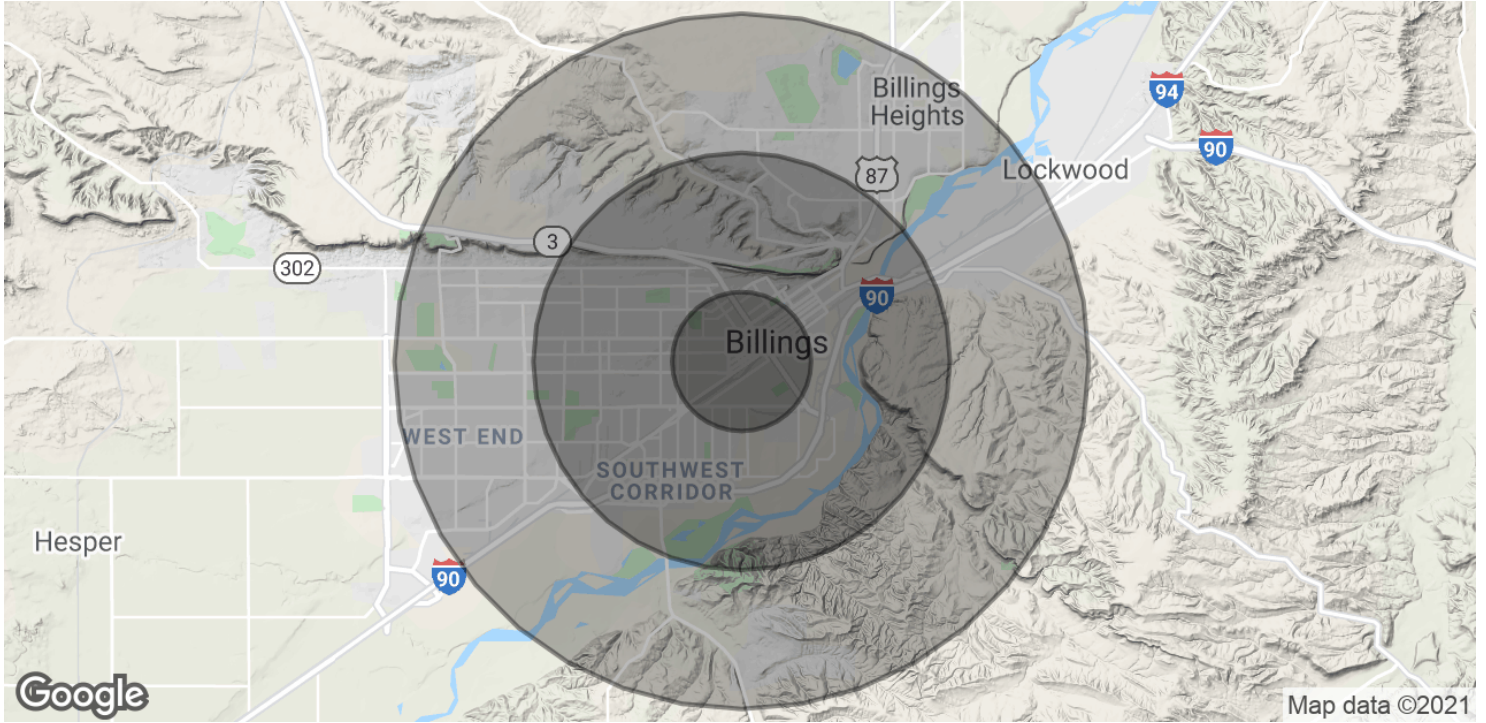 Billings
Heights
94
90
87
Lockwood
3
302
90
Billings
WEST END
SOUTHWEST
CORRIDOR
Hesper
90
Google
Map data ©2021